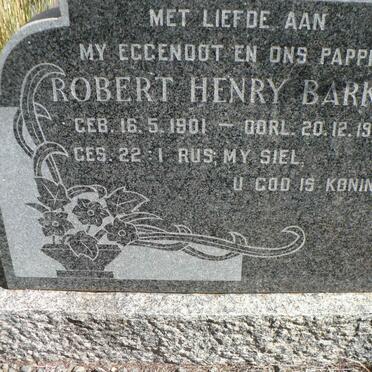 MET LIEFDE AAN
MY EGGENOOT EN ONS PAPP
ROBERT HENRY BARK
GEB. 16.5.1901 – OORL. 20.12.19
GES. 22:1 RUS MY SIEL,
U GOD IS KONIN